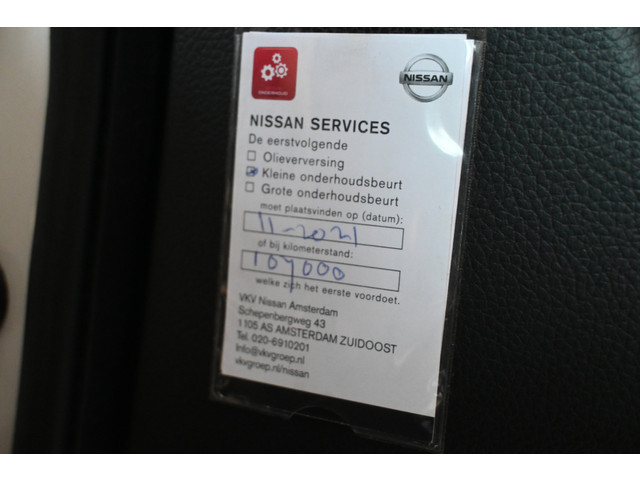 NISSAN
NISSAN SERVICES
De eerstvolgende
Olieverversing
Kleine onderhoudsbeurt
Grote onderhoudsbeurt
moet plaatsvinden op (datum):
11-2021
of bij kilometerstand:
104000
welke zich het eerste voordoet.
VKV Nissan Amsterdam
Schepenbergweg 43
1105 AS AMSTERDAM ZUIDOOST
Tel. 020-6910201
Info@vkvgroep.nl
vkvgroep.nl/nissan